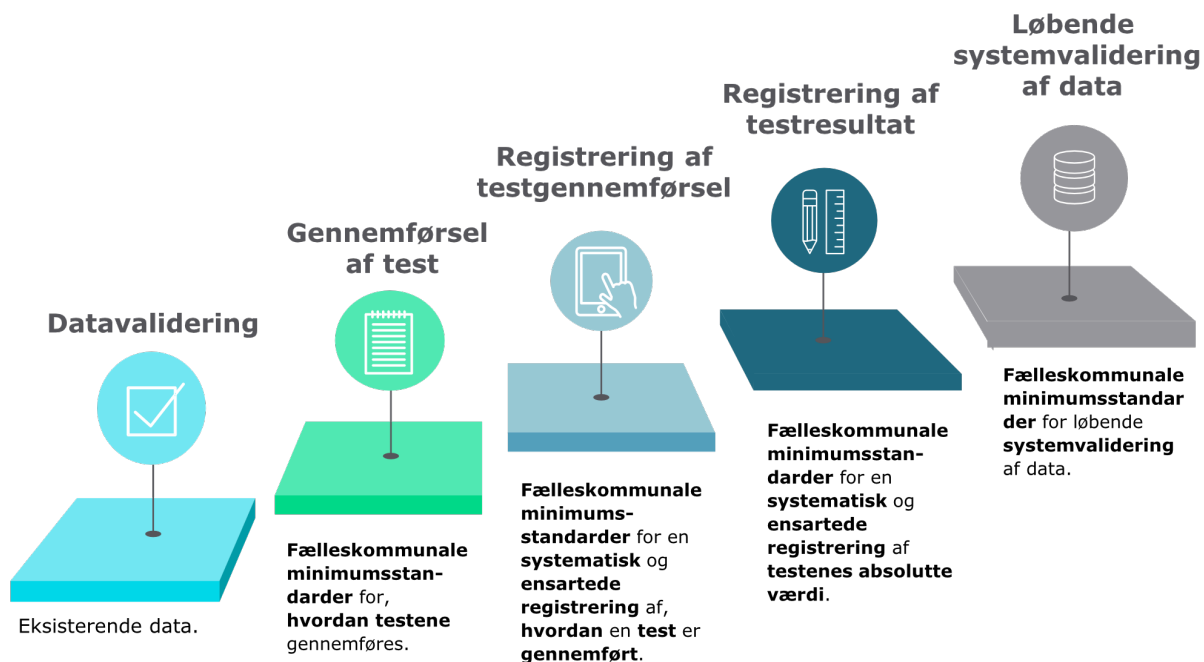 Datavalidering
Eksisterende data.
Gennemførsel
af test
Fælleskommunale
minimumsstan-
darder for,
hvordan testene
gennemføres.
Registrering af
testgennemførsel
Fælleskommunale
minimums-
standarder for en
systematisk og
ensartede
registrering af,
hvordan en test er
gennemført.
Registrering af
testresultat
Fælleskommunale
minimumsstan-
darder for en
systematisk og
ensartede
registrering af
testenes absolutte
værdi.
Løbende
systemvalidering
af data
Fælleskommunale
minimumsstandar
der for løbende
systemvalidering
af data.